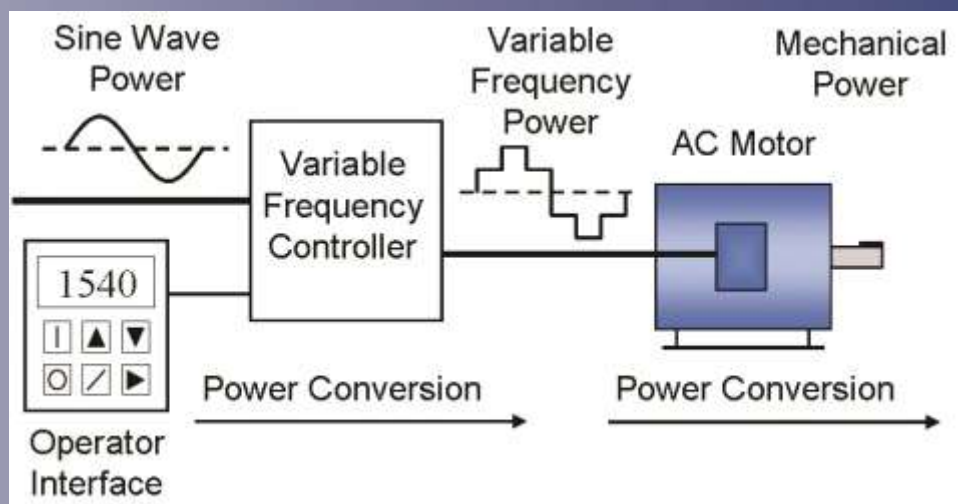 Sine Wave
Power
Variable
Frequency
Power
Mechanical
Power
AC Motor
Variable
Frequency
Controller
1540
Power Conversion
Power Conversion
Operator
Interface